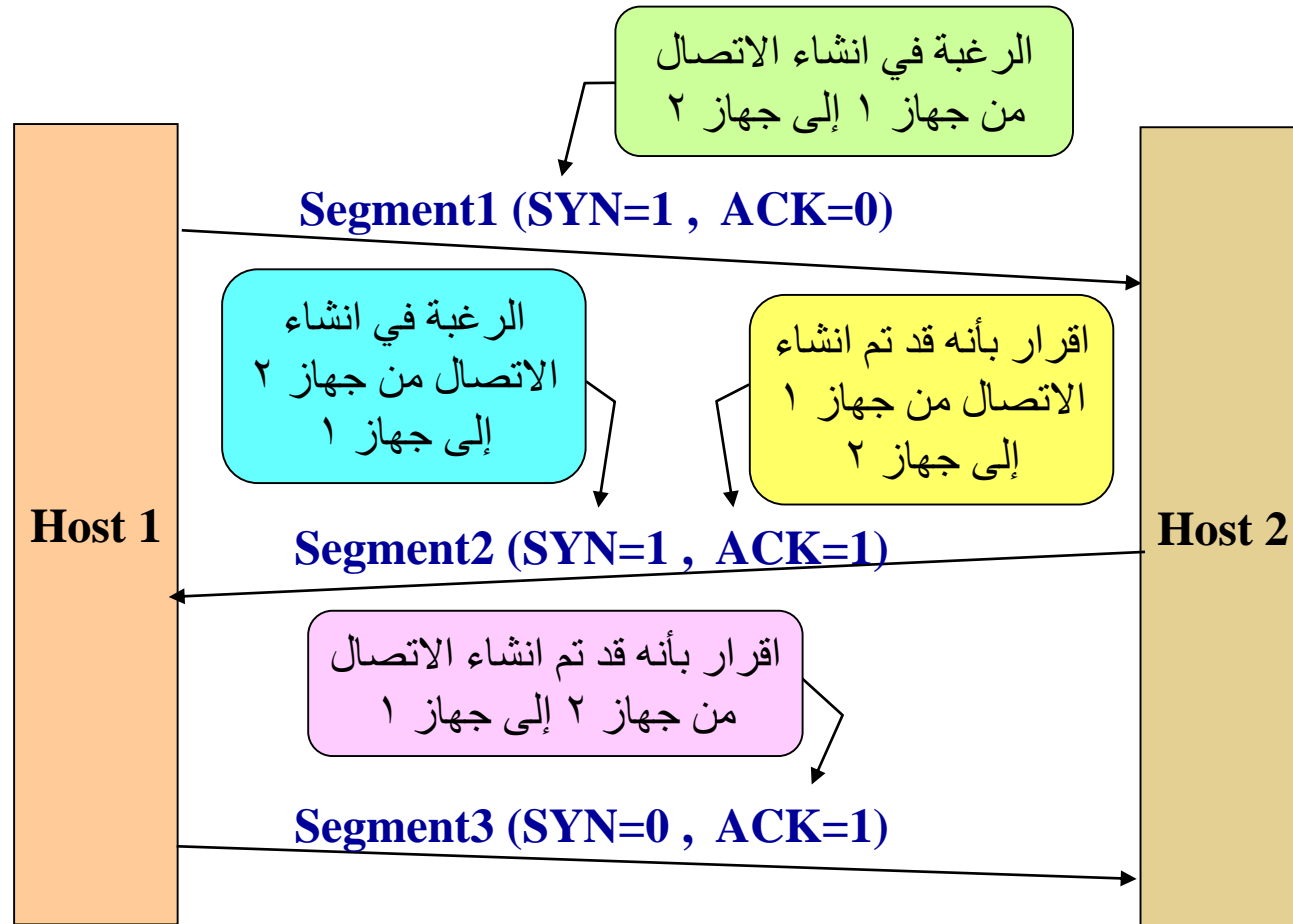 الرغبة في انشاء الاتصال
من جهاز ١ إلى جهاز ٢
Segment1 (SYN=1 , ACK=0)
الرغبة في انشاء
الاتصال من جهاز ٢
إلى جهاز ١
اقرار بأنه قد تم انشاء
الاتصال من جهاز ١
إلى جهاز ٢
Host 1
Host 2
Segment2 (SYN=1 , ACK=1)
اقرار بأنه قد تم انشاء الاتصال
من جهاز ٢ إلى جهاز ١
Segment3 (SYN=0 , ACK=1)